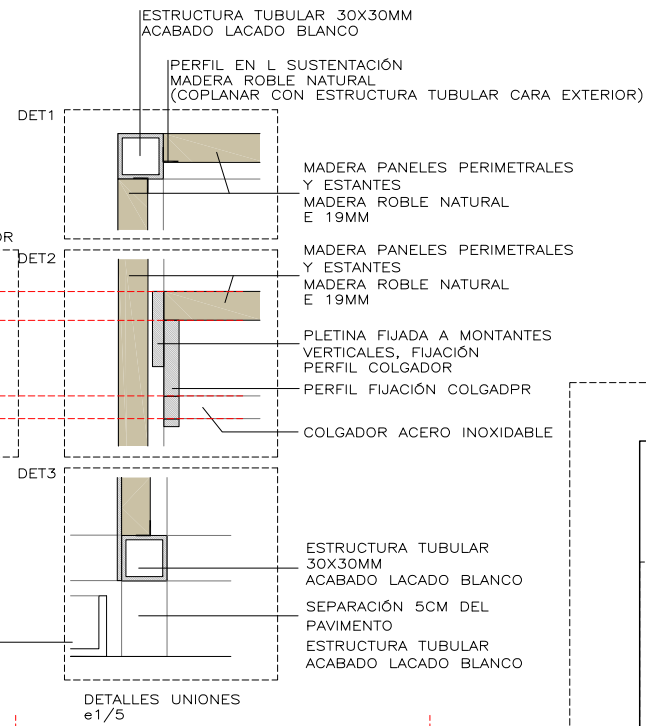 ESTRUCTURA TUBULAR 30X30MM
ACABADO LACADO BLANCO
PERFIL EN L SUSTENTACIÓN
MADERA ROBLE NATURAL
(COPLANAR CON ESTRUCTURA TUBULAR CARA EXTERIOR)
DET1
MADERA PANELES PERIMETRALES
Y ESTANTES
MADERA ROBLE NATURAL
E 19MM
OR
DET2
MADERA PANELES PERIMETRALES
Y ESTANTES
MADERA ROBLE NATURAL
E 19MM
PLETINA FIJADA A MONTANTES
VERTICALES, FIJACIÓN
PERFIL COLGADOR
PERFIL FIJACIÓN COLGADPR
COLGADOR ACERO INOXIDABLE
DET3
ESTRUCTURA TUBULAR
30X30MM
ACABADO LACADO BLANCO
SEPARACIÓN 5CM DEL
PAVIMENTO
ESTRUCTURA TUBULAR
ACABADO LACADO BLANCO
DETALLES UNIONES
e1/5